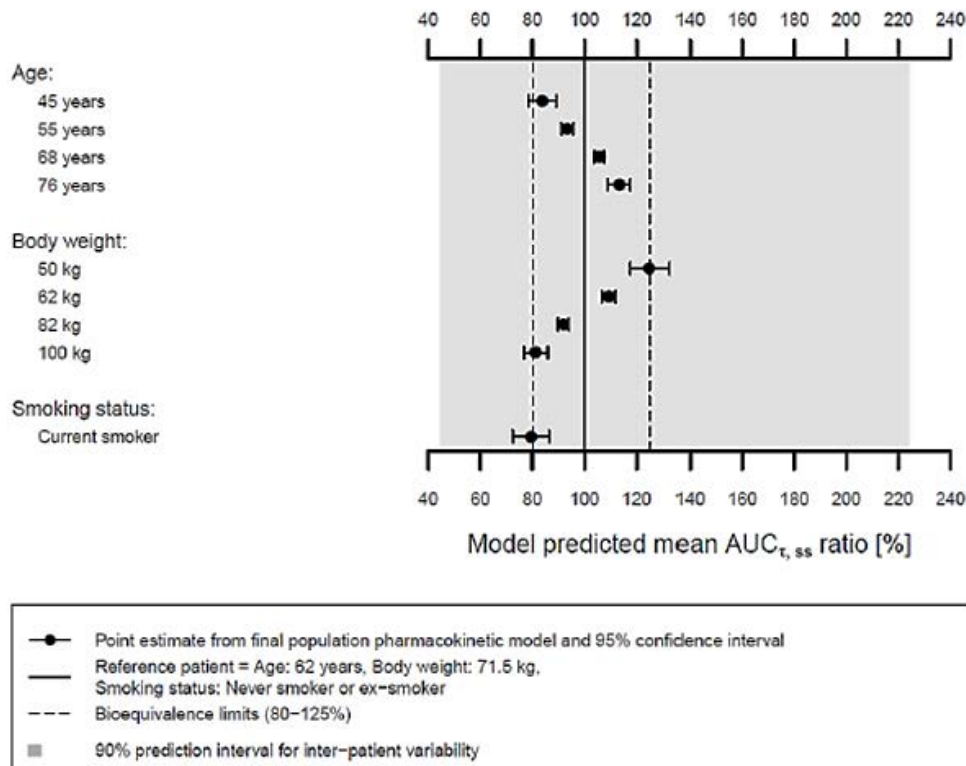 40 60 80 100 120 140 160 180 200 220 240
Age:
45 years
55 years
68 years
76 years
Body weight:
50 kg
62 kg
82 kg
100 kg
Smoking status:
Current smoker
40 60 80 100 120 140 160 180 200 220 240
Model predicted mean AUCτ, ss ratio [%]
Point estimate from final population pharmacokinetic model and 95% confidence interval
Reference patient = Age: 62 years, Body weight: 71.5 kg,
Smoking status: Never smoker or ex−smoker
Bioequivalence limits (80−125%)
90% prediction interval for inter−patient variability